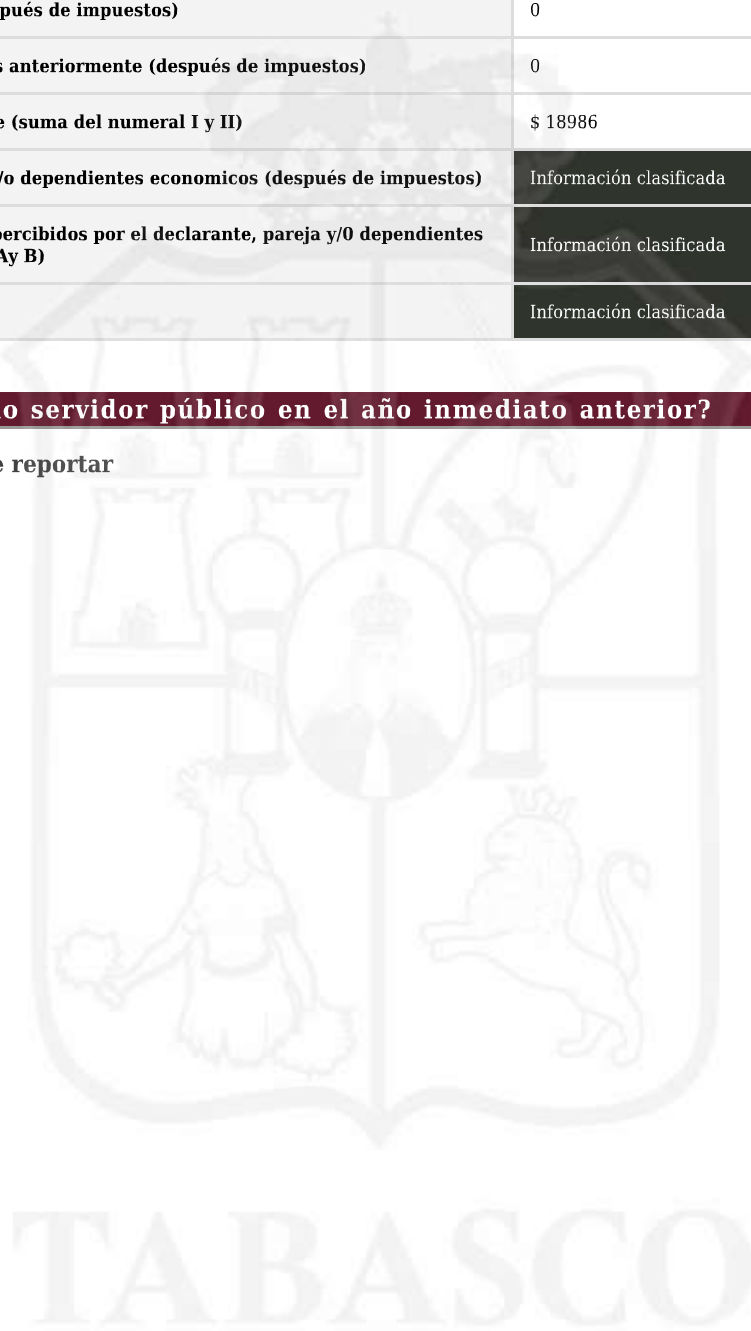 pués de impuestos)
0
s anteriormente (después de impuestos)
0
e (suma del numeral I y II)
$ 18986
/o dependientes economicos (después de impuestos)
Información clasificada
percibidos por el declarante, pareja y/0 dependientes
Ay B)
Información clasificada
Información clasificada
o servidor público en el año inmediato anterior?
e reportar
TABASCO